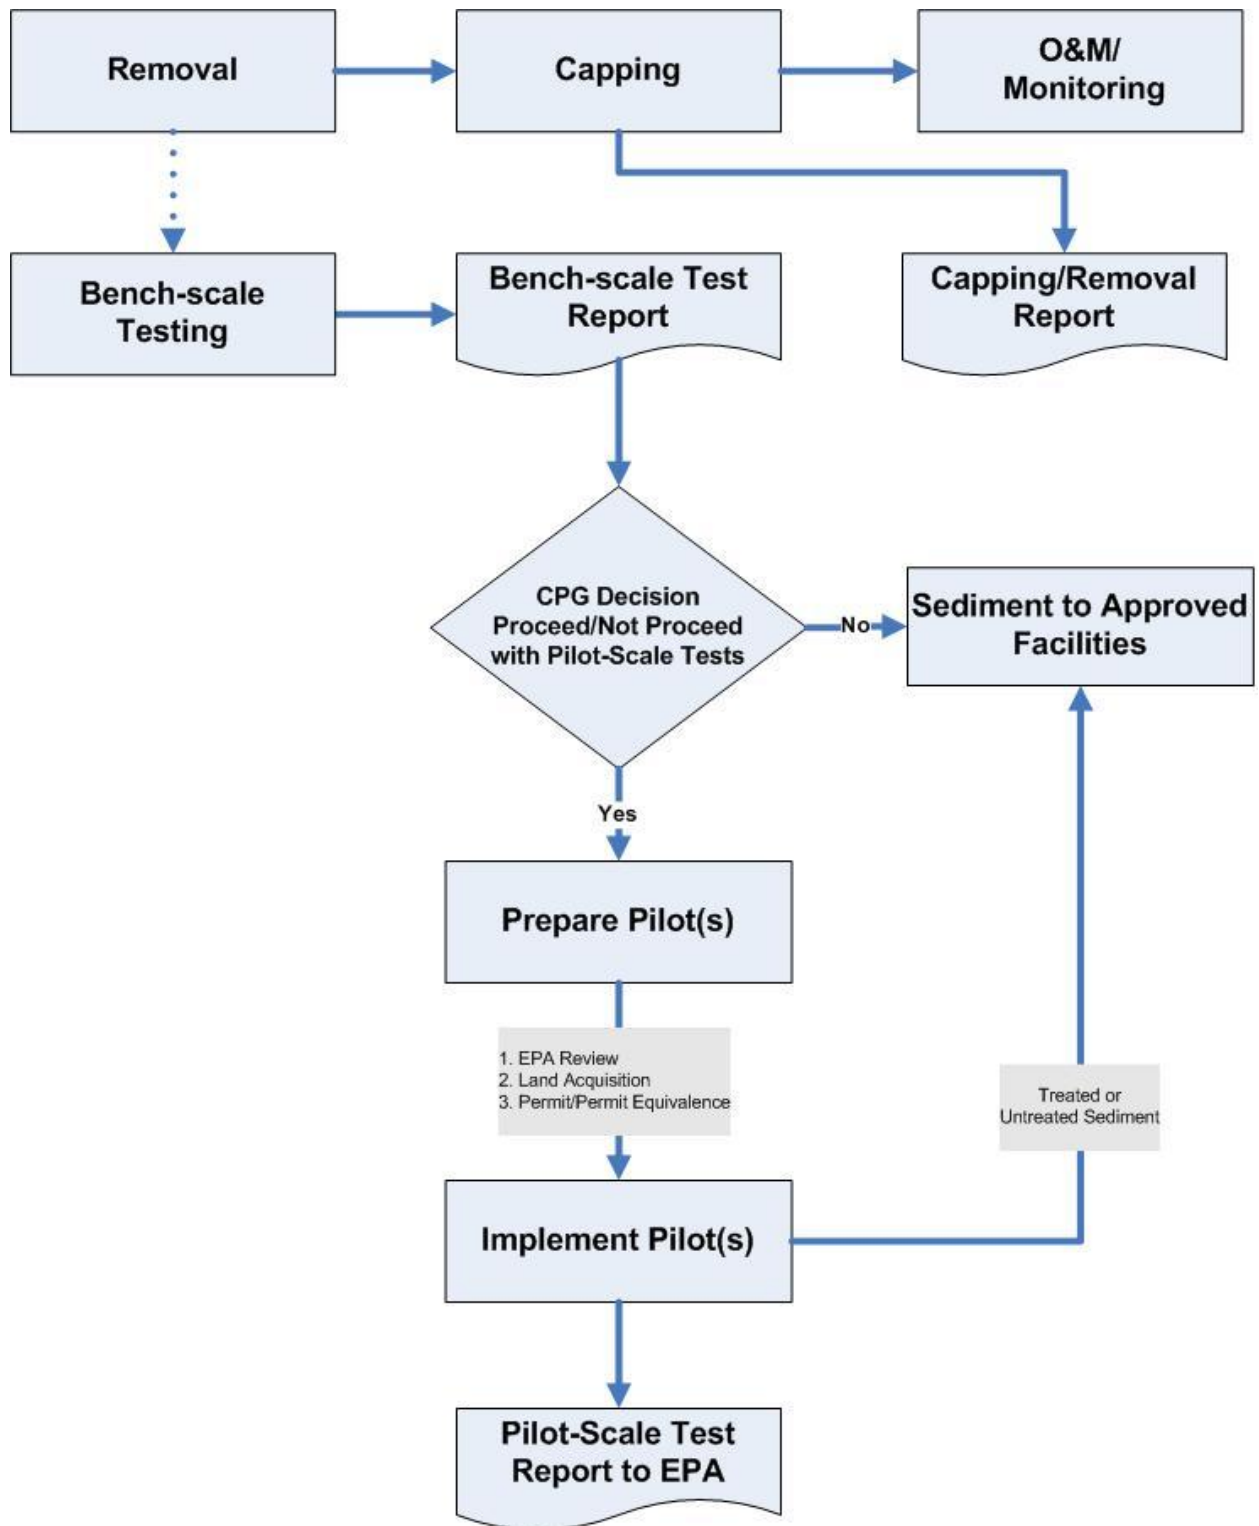 Removal
Capping
O&M/
Monitoring
Bench-scale
Testing
Bench-scale Test
Report
Capping/Removal
Report
CPG Decision
Proceed/Not Proceed
with Pilot-Scale Tests
No
Sediment to Approved
Facilities
Yes
Prepare Pilot(s)
1. EPA Review
2. Land Acquisition
3. Permit/Permit Equivalence
Treated or
Untreated Sediment
Implement Pilot(s)
Pilot-Scale Test
Report to EPA